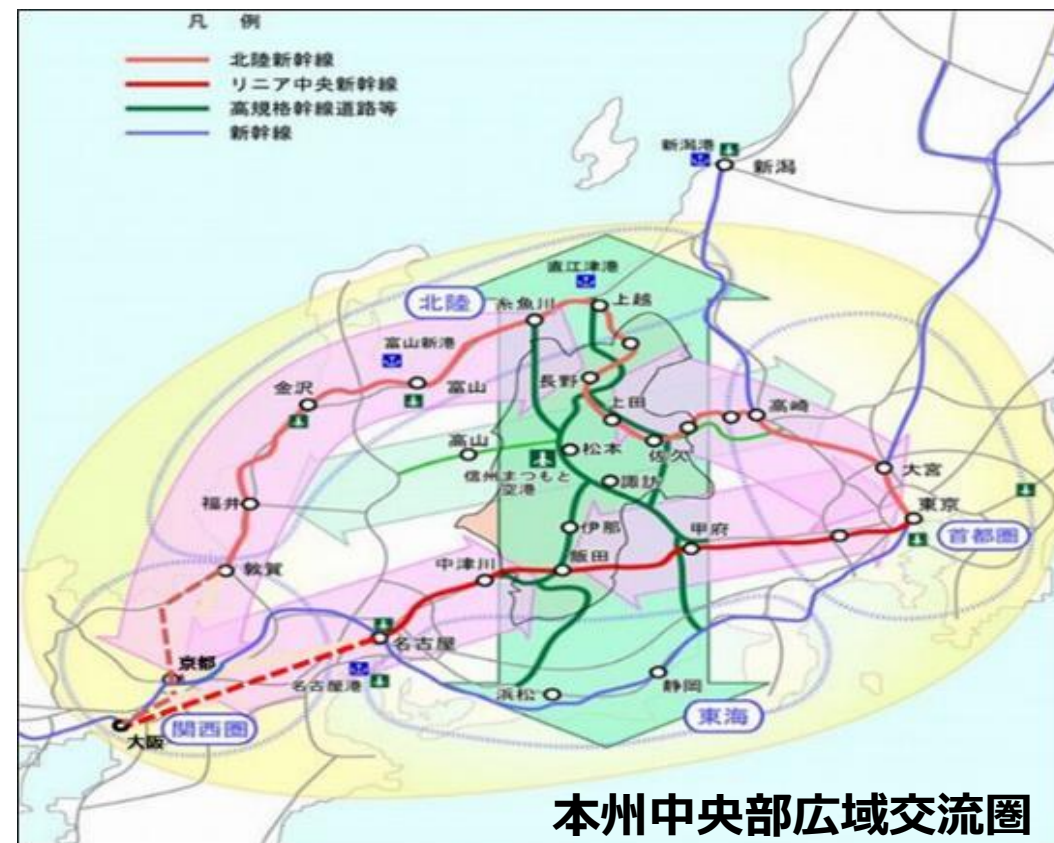 凡 例
北陸新幹線
リニア中央新幹線
高規格幹線道路等
新幹線
新潟港
新潟
直江津港
北陸
糸魚川
上越
富山新港
長野
金沢
富山
上田
高崎
高山
松本
佐久
信州まつもと
空港
諏訪
大宮
福井
東京
伊那
甲府
首都圏
敦賀
中津川
飯田
京都
名古屋
名古屋港
静岡
浜松
関西圏
東海
大阪
本州中央部広域交流圏